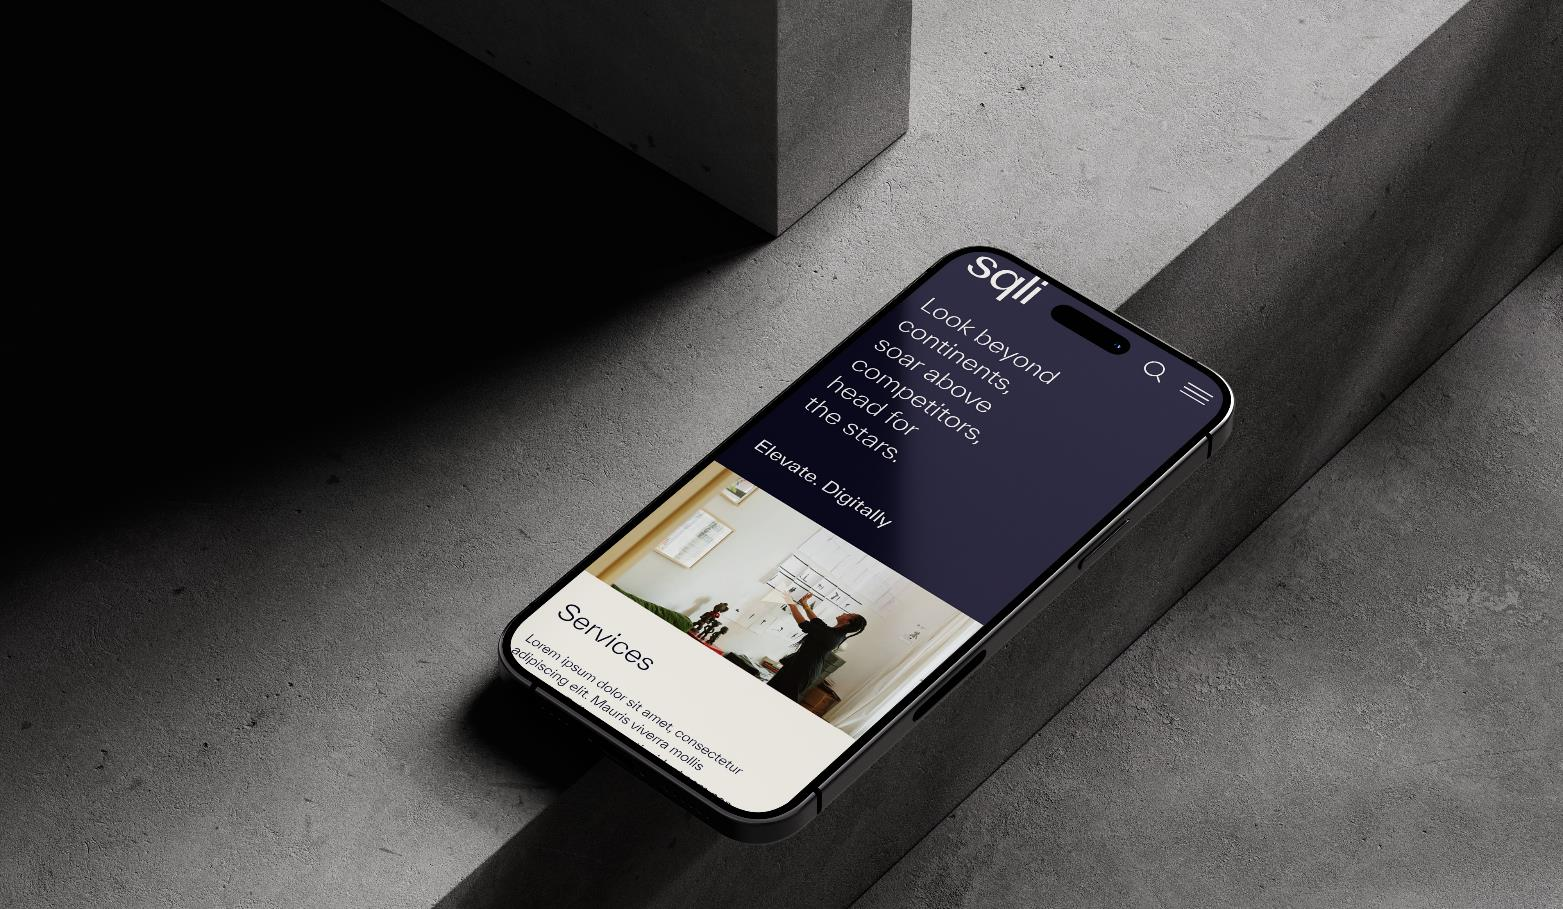 sqli
Look beyond
continents,
soar above
competitors,
head for
the stars.
Elevate. Digitally
Services
Lorem ipsum dolor sit amet, consectetur
adipiscing elit. Mauris viverra mollis